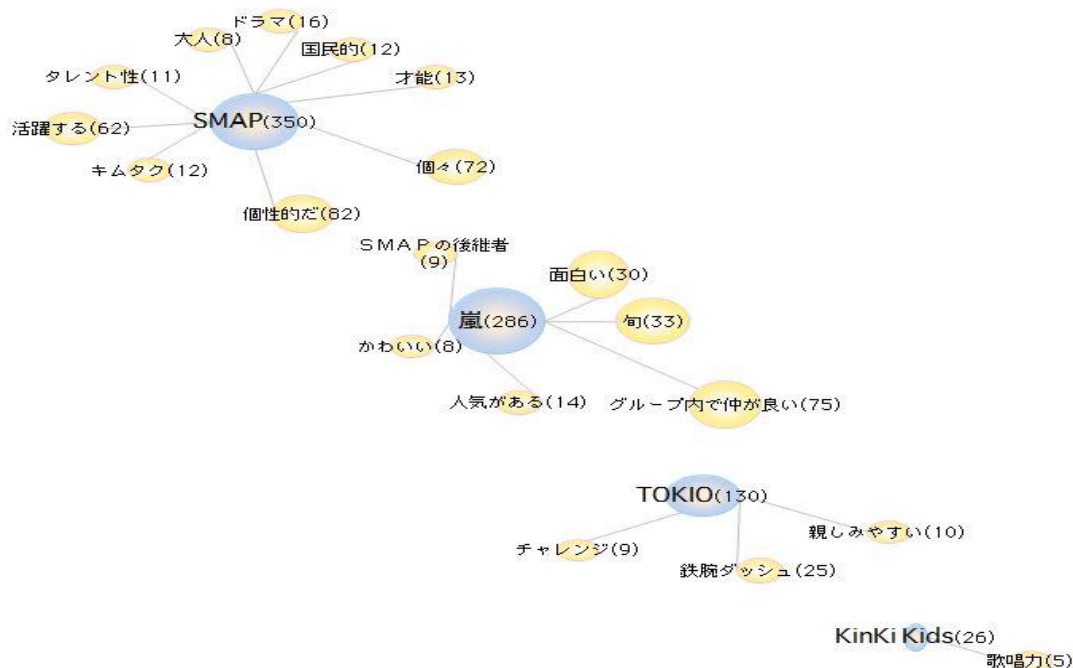 ドラマ(16)
大人(8)
国民的(12)
タレント性(11)
才能(13)
SMAP(350)
活躍する(62)
キムタク(12)
個々(72)
個性的だ(82)
ＳＭＡＰの後継者
(9)
面白い(30)
嵐(286)
旬(33)
かわいい(8)
人気がある(14)
グループ内で仲が良い(75)
TOKIO(130)
親しみやすい(10)
チャレンジ(9)
鉄腕ダッシュ(25)
KinKi Kids(26)
歌唱力(5)